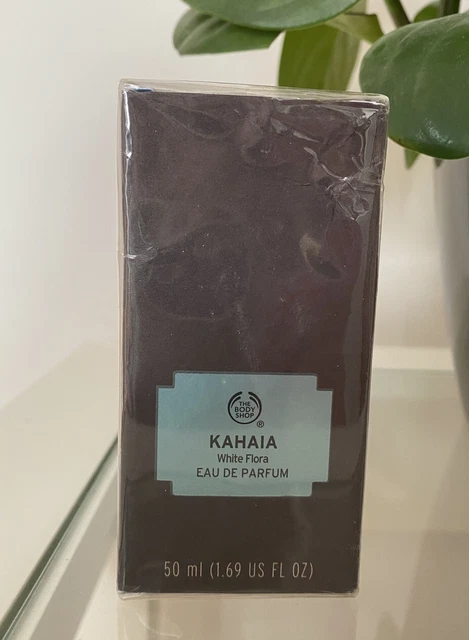 THE
BODY
SHOP
®
KAHAIA
White Flora
EAU DE PARFUM
50 ml (1.69 US FL OZ)